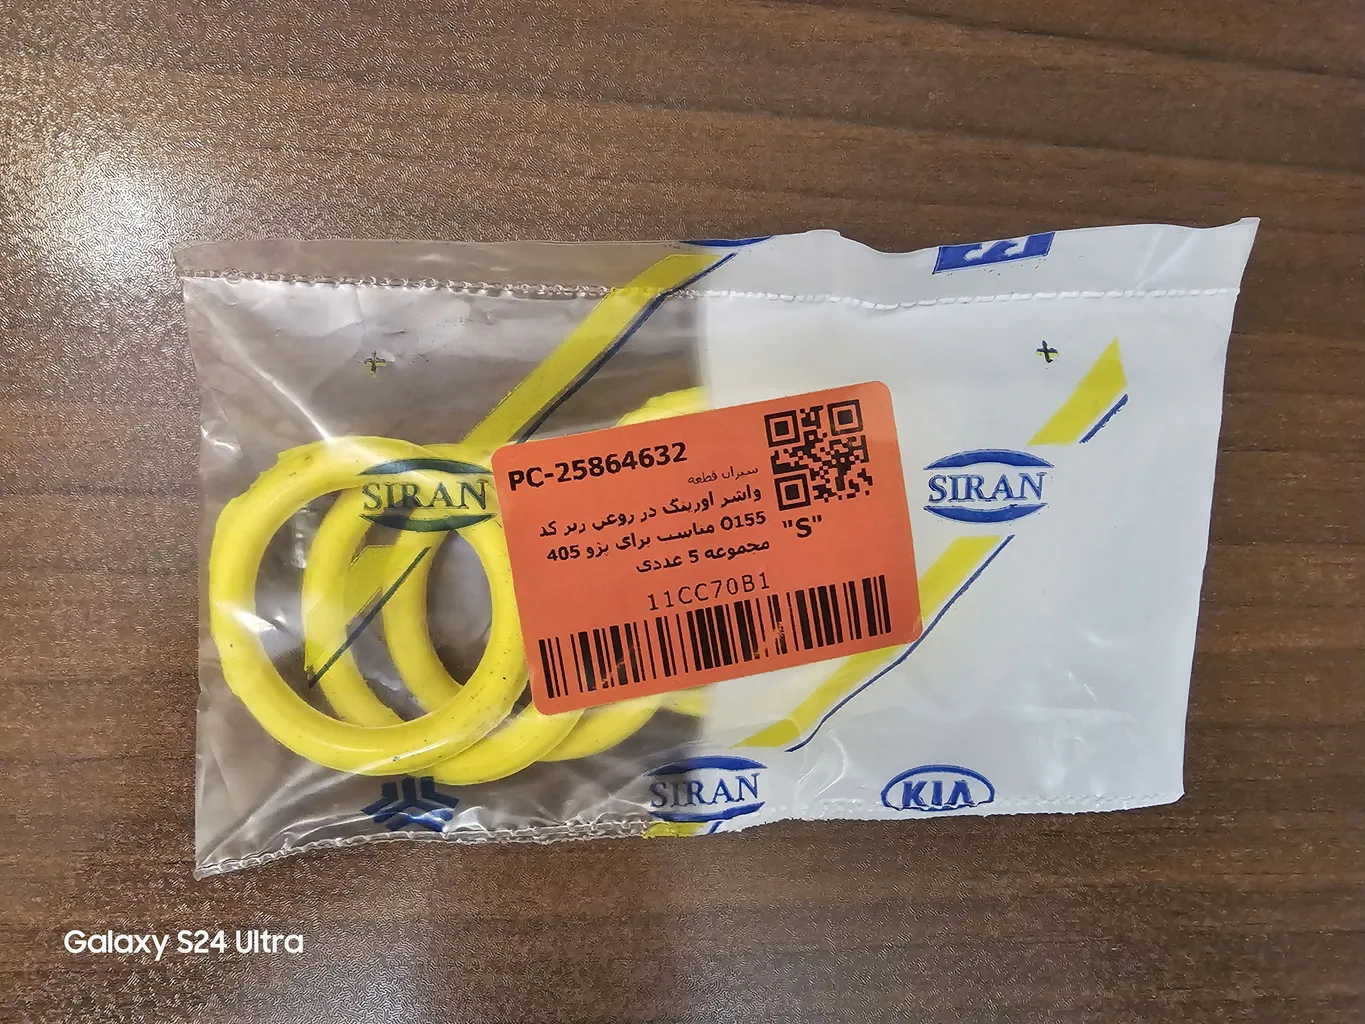 PC-25864632
سیران قطعه
واشر اورینگ در روغن ریز کد
O155 مناسب برای پژو 405
مجموعه 5 عددی
"S"
11CC70B1
SIRAN
SIRAN
SIRAN
KIA
Galaxy S24 Ultra